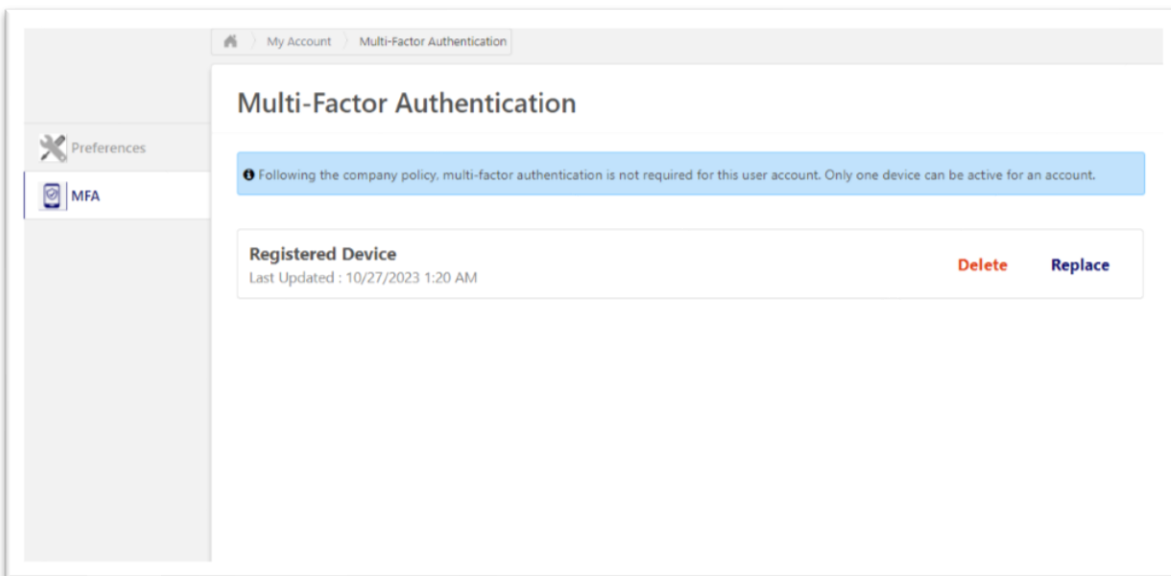 My Account Multi-Factor Authentication
Multi-Factor Authentication
Preferences
Following the company policy, multi-factor authentication is not required for this user account. Only one device can be active for an account.
MFA
Registered Device
Last Updated : 10/27/2023 1:20 AM
Delete Replace